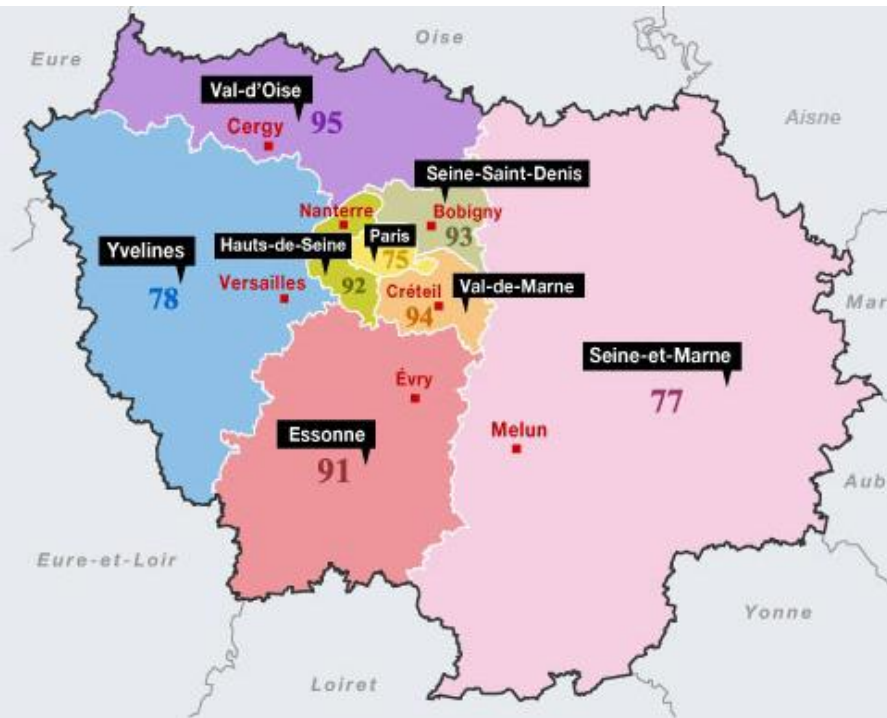 Oise
Eure
Val-d'Oise
95
Aisne
Cergy
Seine-Saint-Denis
Nanterre
Bobigny
Paris
93
Yvelines
Hauts-de-Seine
75
78
Versailles
92
Créteil
Val-de-Marne
94
Mar
Seine-et-Marne
Évry
77
Essonne
Melun
91
Aub
Eure-et-Loir
Yonne
Loiret